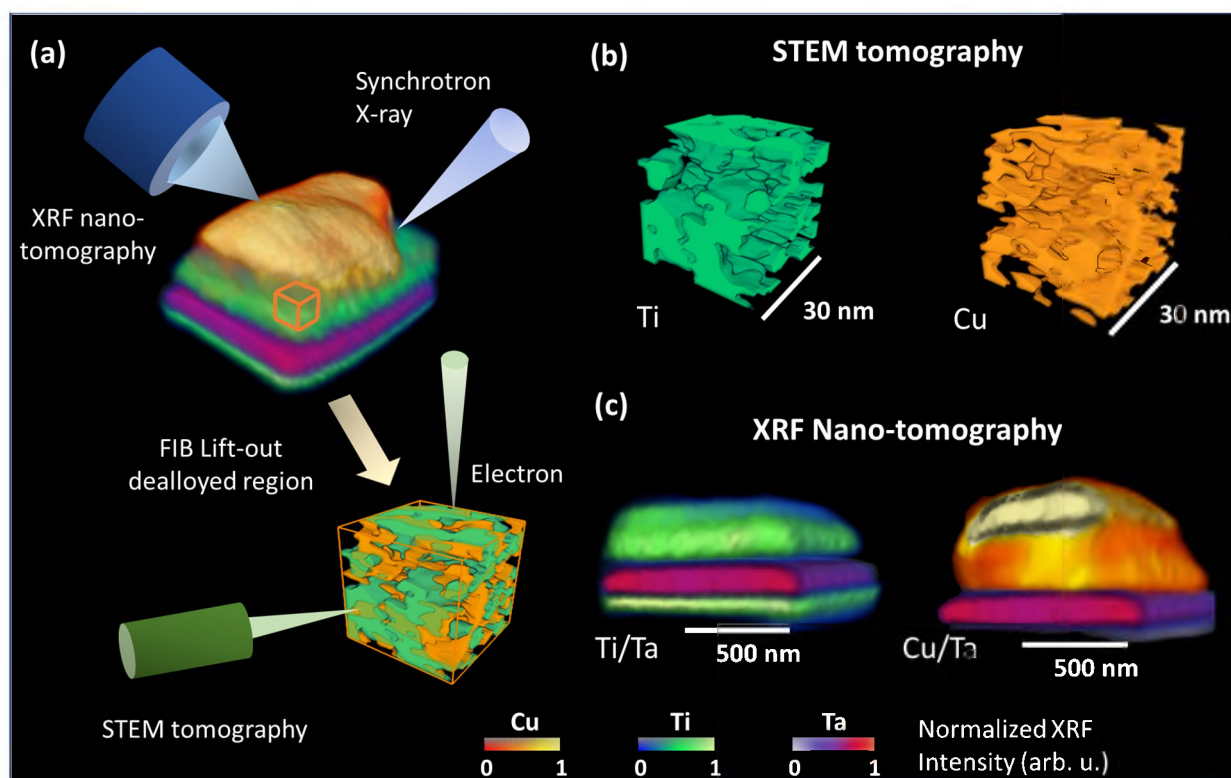 (a)
Synchrotron
X-ray
XRF nano-
tomography
FIB Lift-out
dealloyed region
Electron
STEM tomography
(b)
STEM tomography
Ti
30 nm
Cu
30 nm
(c)
XRF Nano-tomography
Ti/Ta
500 nm
Cu/Ta
500 nm
Cu
0 1
Ti
0 1
Ta
0 1
Normalized XRF
Intensity (arb. u.)